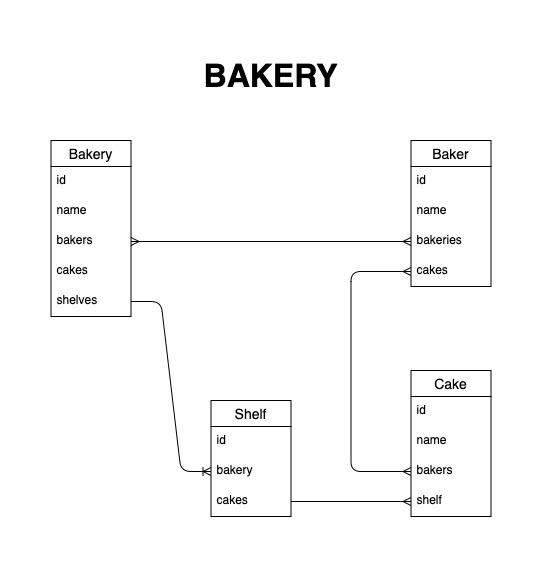 BAKERY
Bakery
id
name
bakers
cakes
shelves
Baker
id
name
bakeries
cakes
Shelf
id
bakery
cakes
Cake
id
name
bakers
shelf